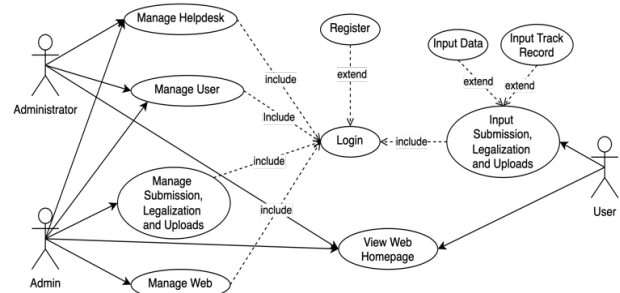 Manage Helpdesk
Register
Input Data
Input Track
Record
include
extend
extend
extend
Administrator
Manage User
Include
Input
Submission,
Legalization
and Uploads
Login
include
Manage
Submission,
Legalization
and Uploads
include
include
User
Admin
View Web
Homepage
Manage Web